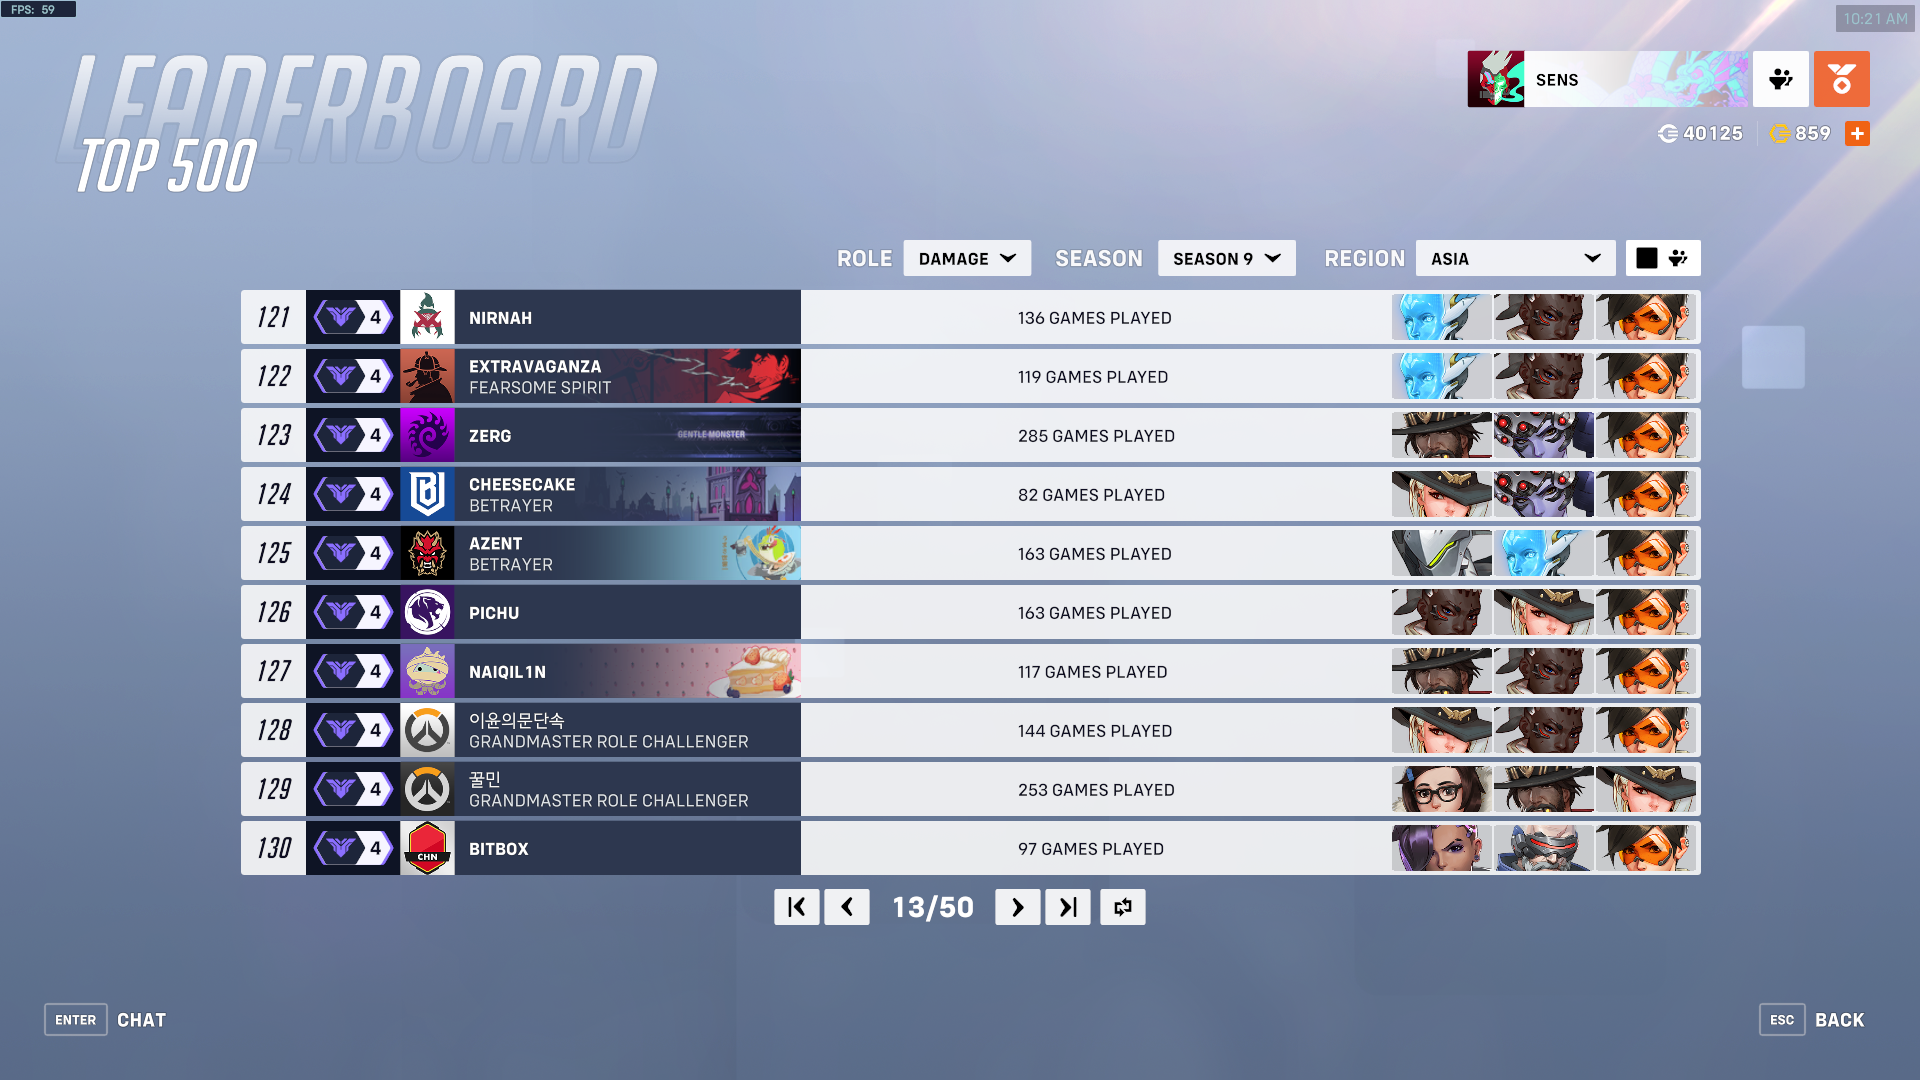 FPS: 59
10:21 AM
LEADERBOARD
TOP 500
SENS
40125
859
ROLE DAMAGE SEASON SEASON 9 REGION ASIA
121 4 NIRNAH 136 GAMES PLAYED
122 4 EXTRAVAGANZA 119 GAMES PLAYED
FEARSOME SPIRIT
123 4 ZERG GENTLE MONSTER 285 GAMES PLAYED
124 4 CHEESECAKE 82 GAMES PLAYED
BETRAYER
125 4 AZENT 163 GAMES PLAYED
BETRAYER
126 4 PICHU 163 GAMES PLAYED
127 4 NAIQIL1N 117 GAMES PLAYED
128 4 이윤의문단속 144 GAMES PLAYED
GRANDMASTER ROLE CHALLENGER
129 4 꿀민 253 GAMES PLAYED
GRANDMASTER ROLE CHALLENGER
130 4 CHN BITBOX 97 GAMES PLAYED
13/50
ENTER CHAT
ESC BACK